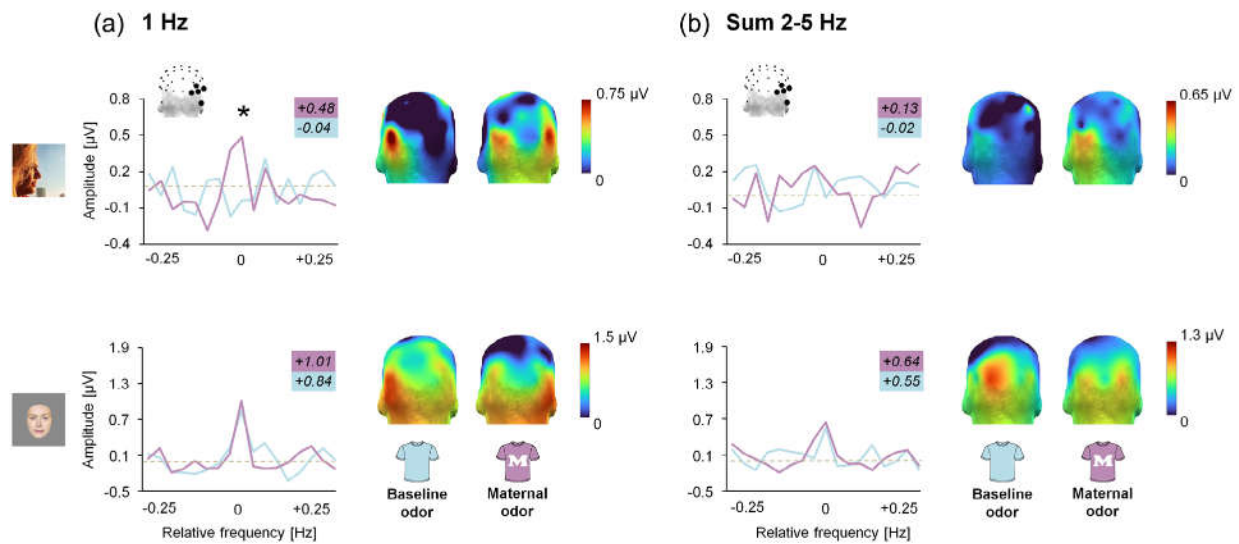 (a) 1 Hz
(b) Sum 2-5 Hz
Amplitude [µV]
0.8
0.5
0.2
-0.1
-0.4
-0.25
0
+0.25
*
+0.48
-0.04
0.75 µV
0
0.8
0.5
0.2
-0.1
-0.4
-0.25
0
+0.25
+0.13
-0.02
0.65 µV
0
Amplitude [µV]
1.9
1.3
0.7
0.1
-0.5
-0.25
0
+0.25
Relative frequency [Hz]
+1.01
+0.84
1.5 µV
0
M
Baseline
odor
Maternal
odor
1.9
1.3
0.7
0.1
-0.5
-0.25
0
+0.25
Relative frequency [Hz]
+0.64
+0.55
1.3 µV
0
M
Baseline
odor
Maternal
odor